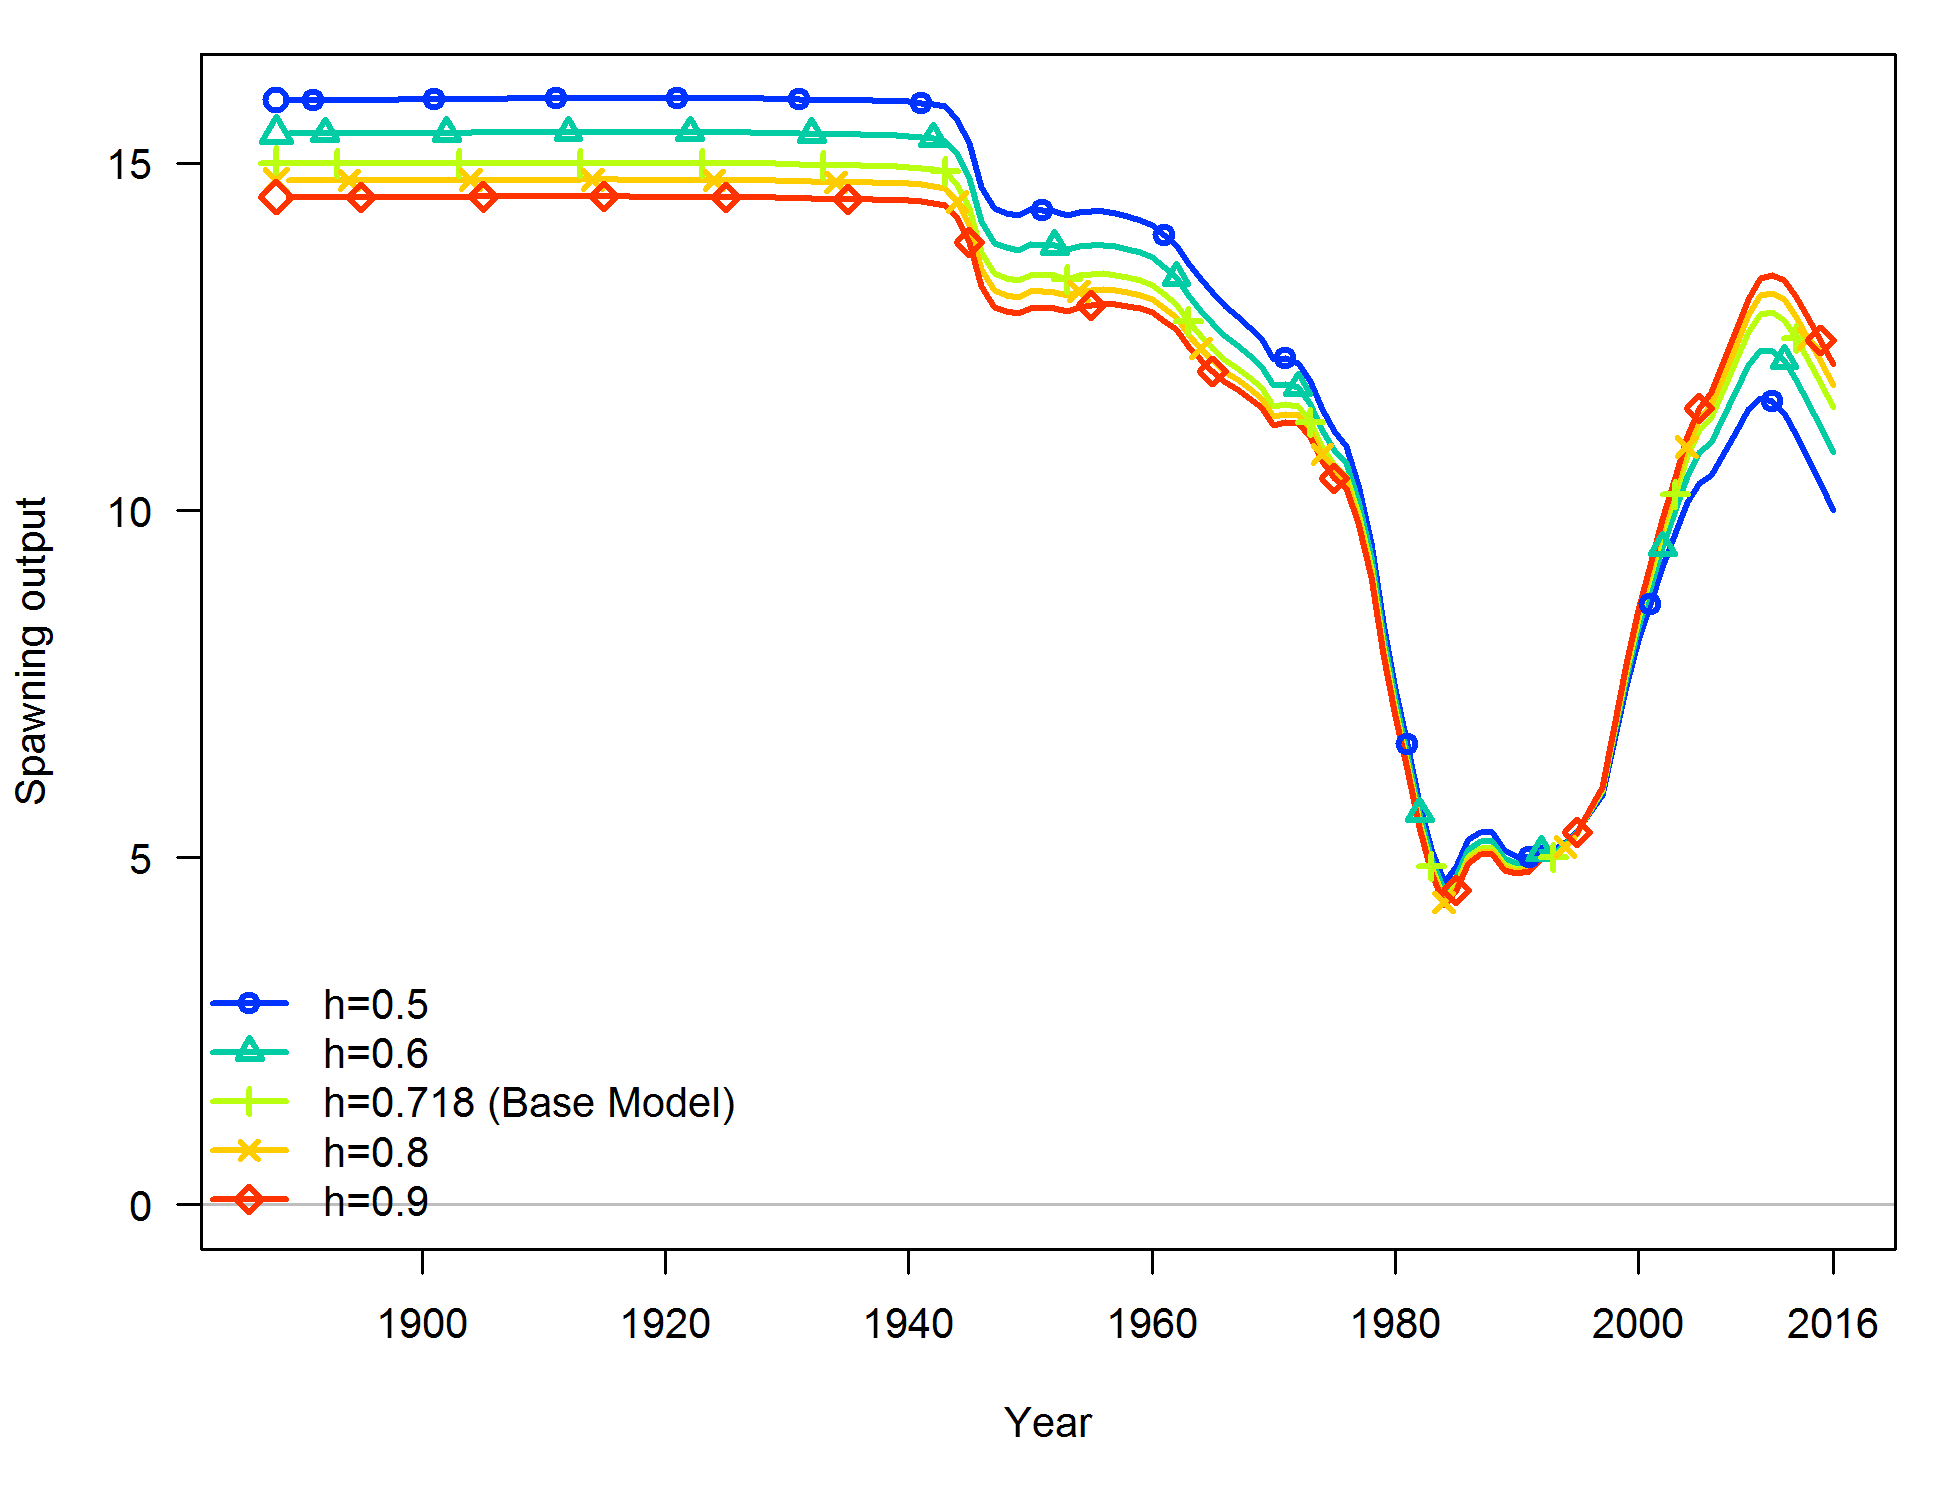 15
10
5
0
Spawning output
h=0.5
h=0.6
h=0.718 (Base Model)
h=0.8
h=0.9
1900 1920 1940 1960 1980 2000 2016
Year